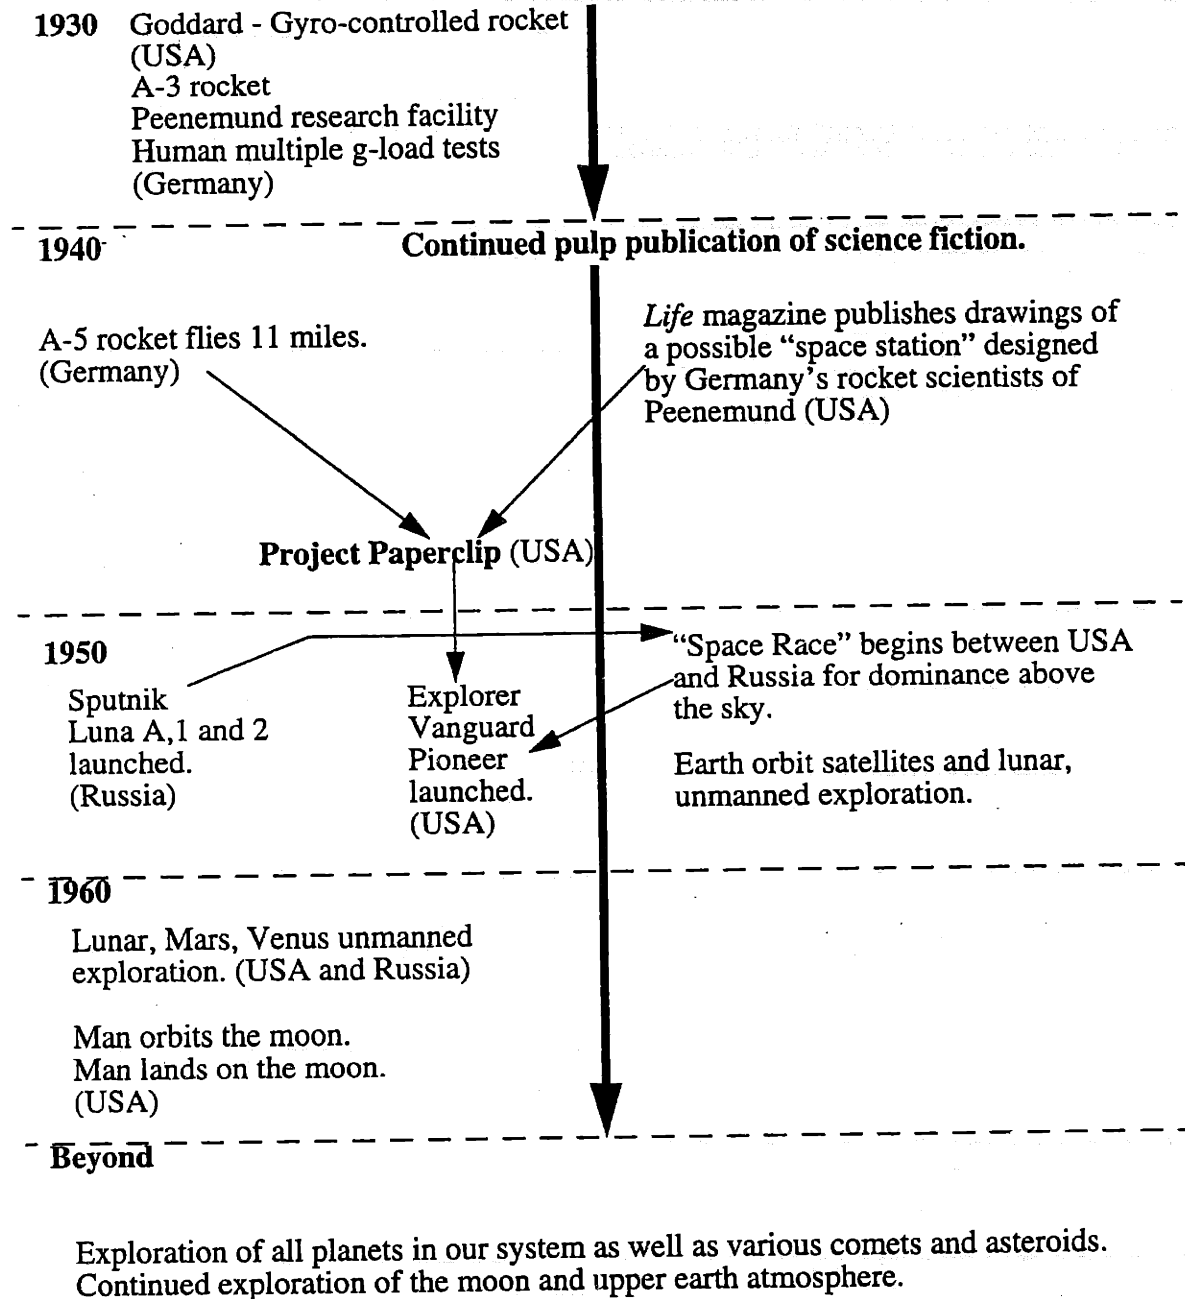 1930 Goddard - Gyro-controlled rocket
(USA)
A-3 rocket
Peenemund research facility
Human multiple g-load tests
(Germany)
1940
Continued pulp publication of science fiction.
A-5 rocket flies 11 miles.
(Germany)
Life magazine publishes drawings of
a possible “space station” designed
by Germany’s rocket scientists of
Peenemund (USA)
Project Paperclip (USA)
1950
Sputnik
Luna A,1 and 2
launched.
(Russia)
Explorer
Vanguard
Pioneer
launched.
(USA)
“Space Race” begins between USA
and Russia for dominance above
the sky.
Earth orbit satellites and lunar,
unmanned exploration.
1960
Lunar, Mars, Venus unmanned
exploration. (USA and Russia)
Man orbits the moon.
Man lands on the moon.
(USA)
Beyond
Exploration of all planets in our system as well as various comets and asteroids.
Continued exploration of the moon and upper earth atmosphere.